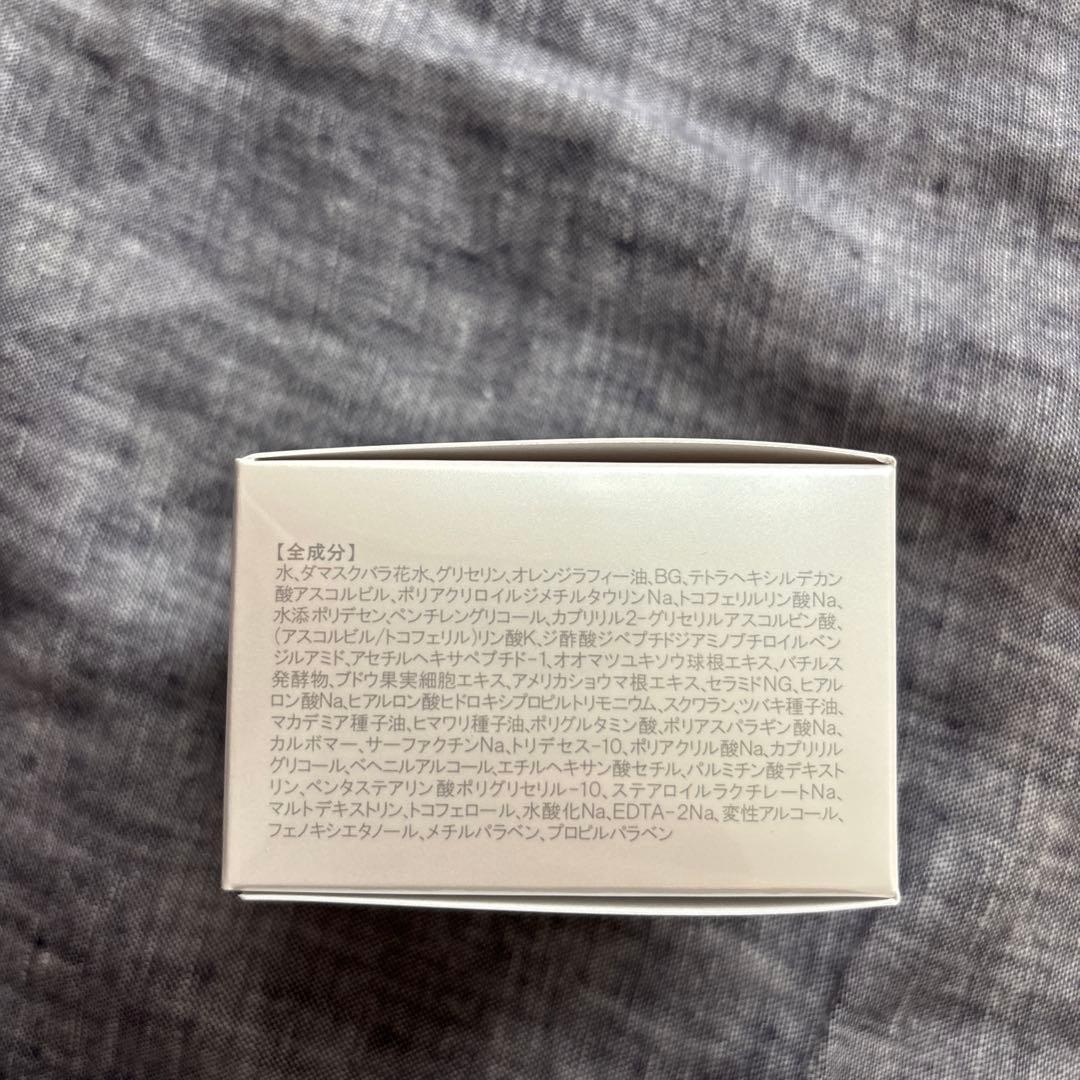 【全成分】
水、ダマスクバラ花水、グリセリン、オレンジラフィー油、BG、テトラヘキシルデカン
酸アスコルビル、ポリアクリロイルジメチルタウリンNa、トコフェリルリン酸Na、
水添ポリデセン、ペンチレングリコール、カプリリル2-グリセリルアスコルビン酸、
(アスコルビル/トコフェリル)リン酸K、ジ酢酸ジペプチドジアミノブチロイルベン
ジルアミド、アセチルヘキサペプチド-1、オオマツユキソウ球根エキス、バチルス
発酵物、ブドウ果実細胞エキス、アメリカショウマ根エキス、セラミドNG、ヒアル
ロン酸Na、ヒアルロン酸ヒドロキシプロピルトリモニウム、スクワラン、ツバキ種子油、
マカデミア種子油、ヒマワリ種子油、ポリグルタミン酸、ポリアスパラギン酸Na、
カルボマー、サーファクチンNa、トリデセス-10、ポリアクリル酸Na、カプリリル
グリコール、ベヘニルアルコール、エチルヘキサン酸セチル、パルミチン酸デキスト
リン、ペンタステアリン酸ポリグリセリル-10、ステアロイルラクチレートNa、
マルトデキストリン、トコフェロール、水酸化Na、EDTA-2Na、変性アルコール、
フェノキシエタノール、メチルパラベン、プロピルパラベン